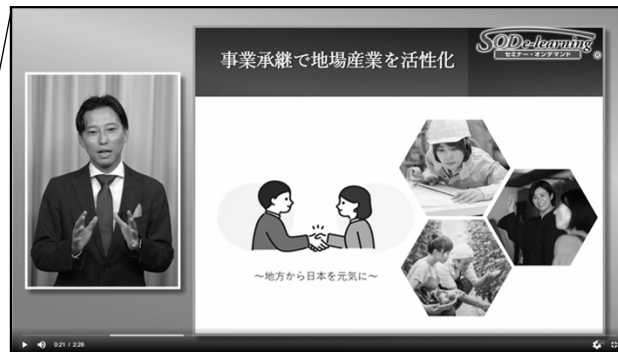 事業承継で地場産業を活性化
SODe-learning
セミナー・オンデマンド
®
～地方から日本を元気に～
0:21 / 2:26